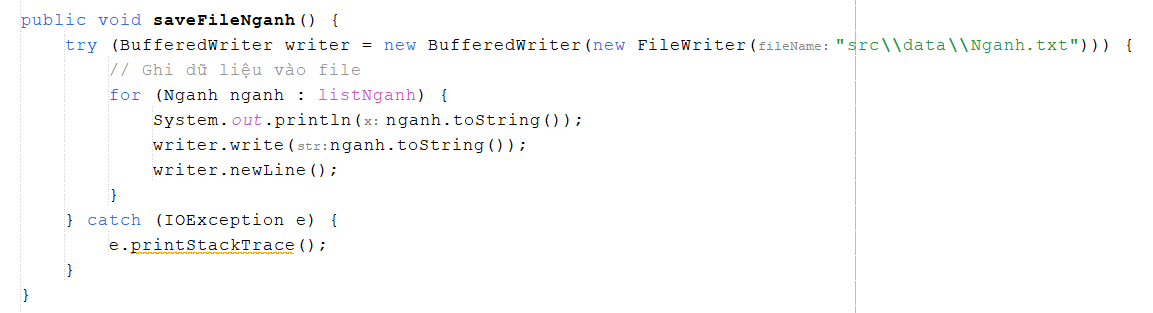 public void saveFileNganh() {
try (BufferedWriter writer = new BufferedWriter(new FileWriter(fileName: "src\\data\\Nganh.txt"))) {
// Ghi dữ liệu vào file
for (Nganh nganh : listNganh) {
System.out.println(x: nganh.toString());
writer.write(str: nganh.toString());
writer.newLine();
}
} catch (IOException e) {
e.printStackTrace();
}
}